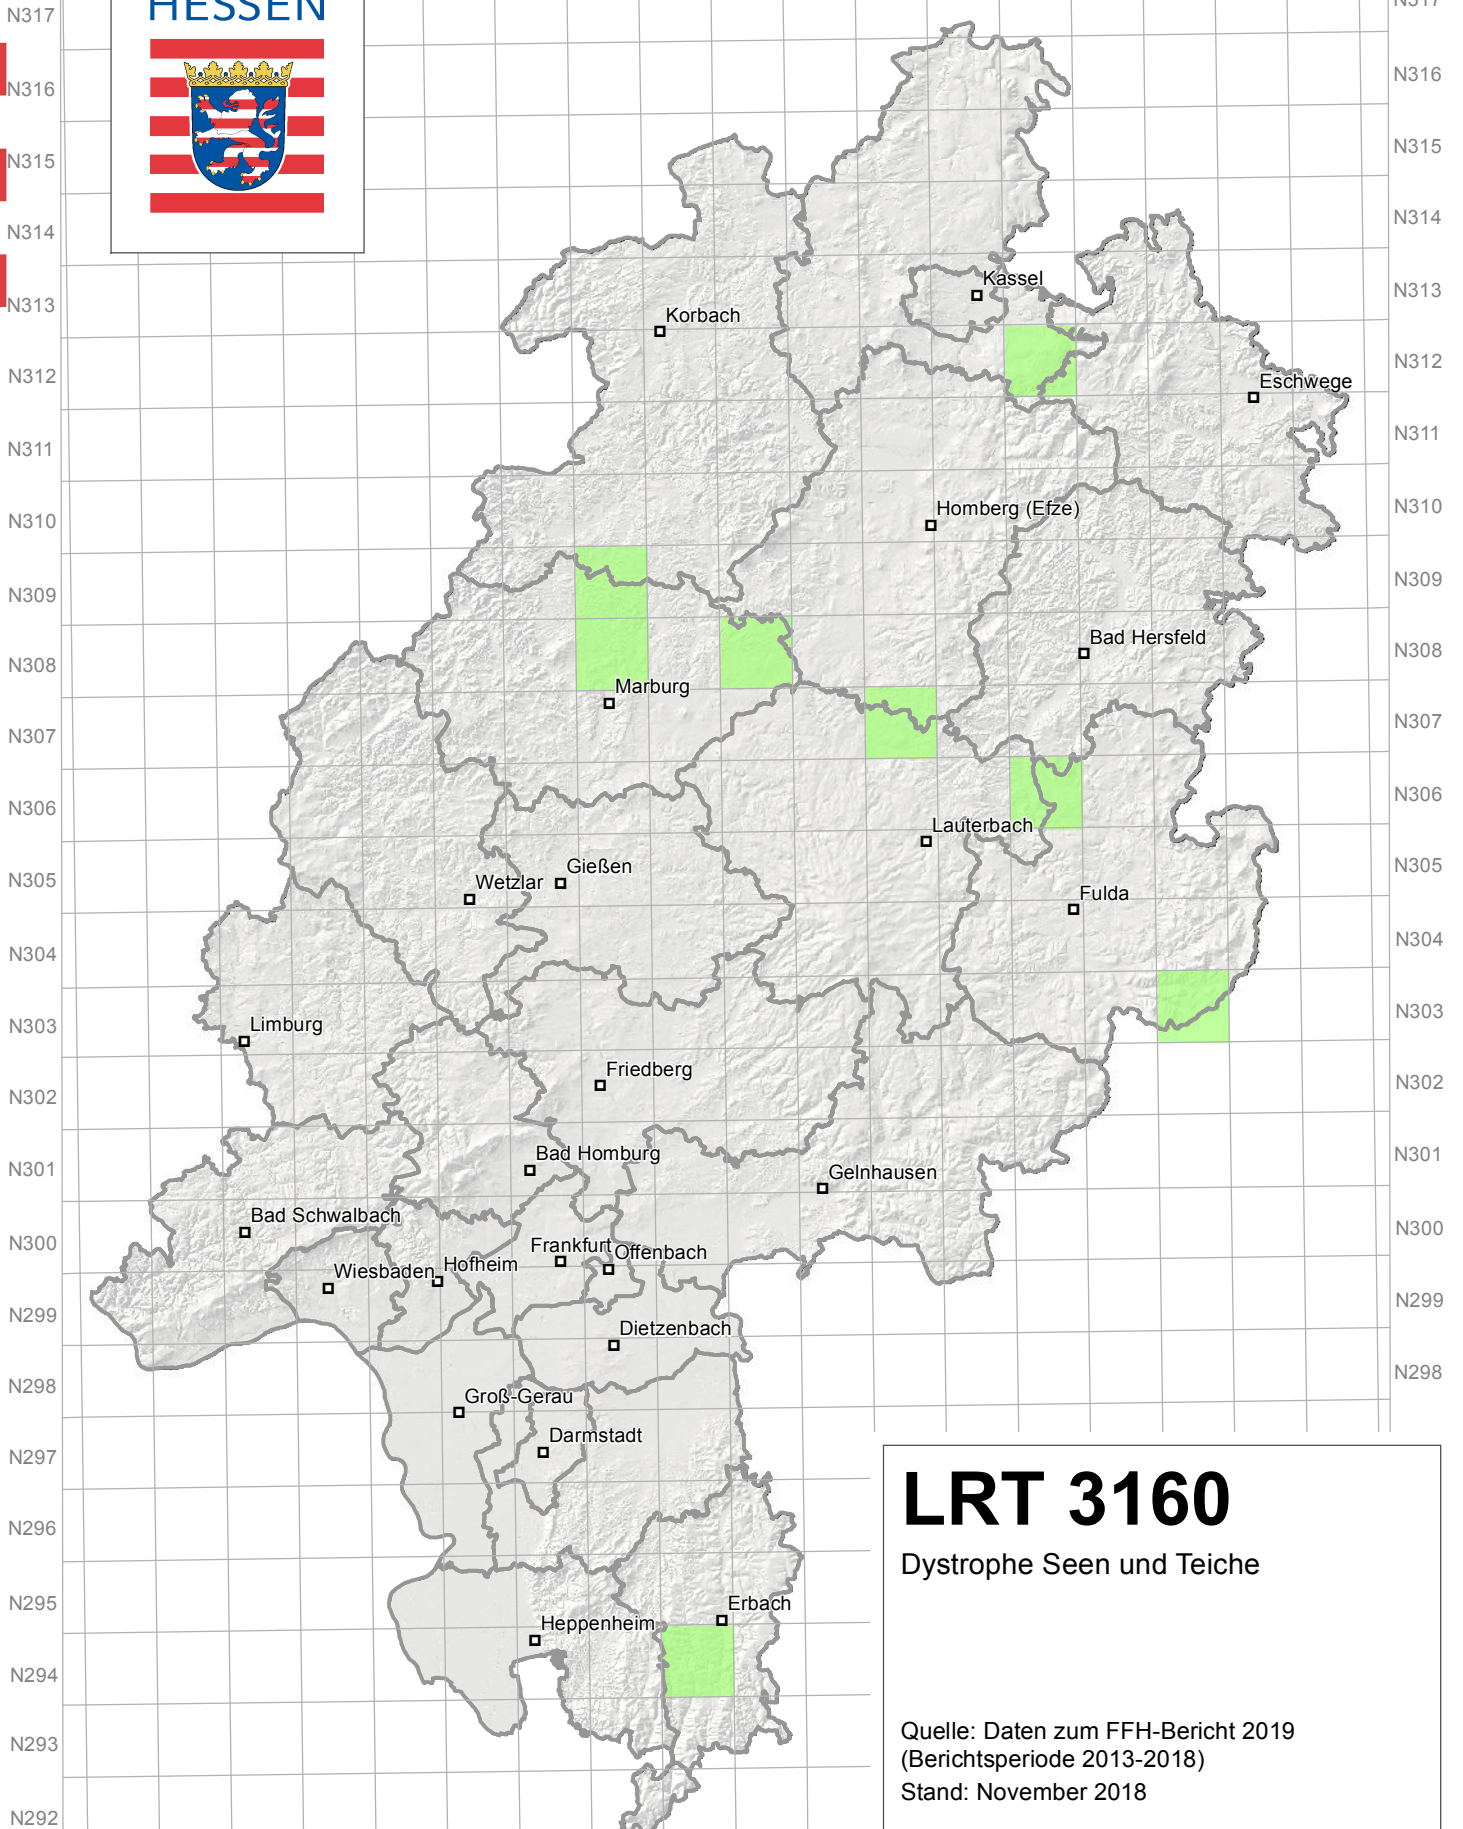 HESSEN
N317
N316
N315
N314
N313
N312
N311
N310
N309
N308
N307
N306
N305
N304
N303
N302
N301
N300
N299
N298
N297
N296
N295
N294
N293
N292
N317
N316
N315
N314
N313
N312
N311
N310
N309
N308
N307
N306
N305
N304
N303
N302
N301
N300
N299
N298
Kassel
Korbach
Eschwege
Homberg (Efze)
Bad Hersfeld
Marburg
Lauterbach
Gießen
Wetzlar
Fulda
Limburg
Friedberg
Bad Homburg
Gelnhausen
Bad Schwalbach
Frankfurt
Offenbach
Hofheim
Wiesbaden
Dietzenbach
Groß-Gerau
Darmstadt
Erbach
Heppenheim
LRT 3160
Dystrophe Seen und Teiche
Quelle: Daten zum FFH-Bericht 2019
(Berichtsperiode 2013-2018)
Stand: November 2018